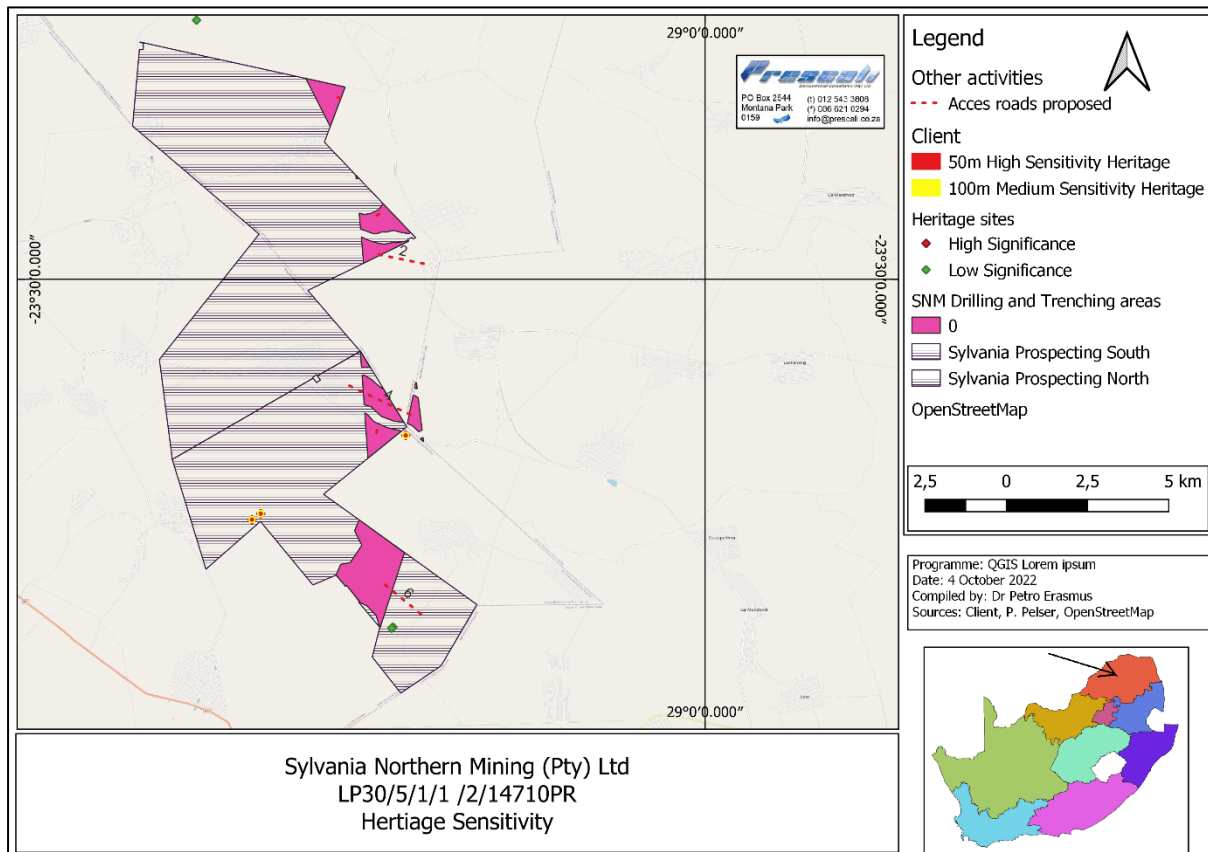 29°0'0.000"
Prescali
PO Box 2544
Montana Park
0159
(t) 012 543 3808
(*) 086 621 0294
info@prescali.co.za
-23°30'0.000"
-23°30'0.000"
2
4
6
29°0'0.000"
Legend
Other activities
Acces roads proposed
Client
50m High Sensitivity Heritage
100m Medium Sensitivity Heritage
Heritage sites
High Significance
Low Significance
SNM Drilling and Trenching areas
0
Sylvania Prospecting South
Sylvania Prospecting North
OpenStreetMap
2,5 0 2,5 5 km
Programme: QGIS Lorem ipsum
Date: 4 October 2022
Compiled by: Dr Petro Erasmus
Sources: Client, P. Pelser, OpenStreetMap
Sylvania Northern Mining (Pty) Ltd
LP30/5/1/1 /2/14710PR
Hertiage Sensitivity